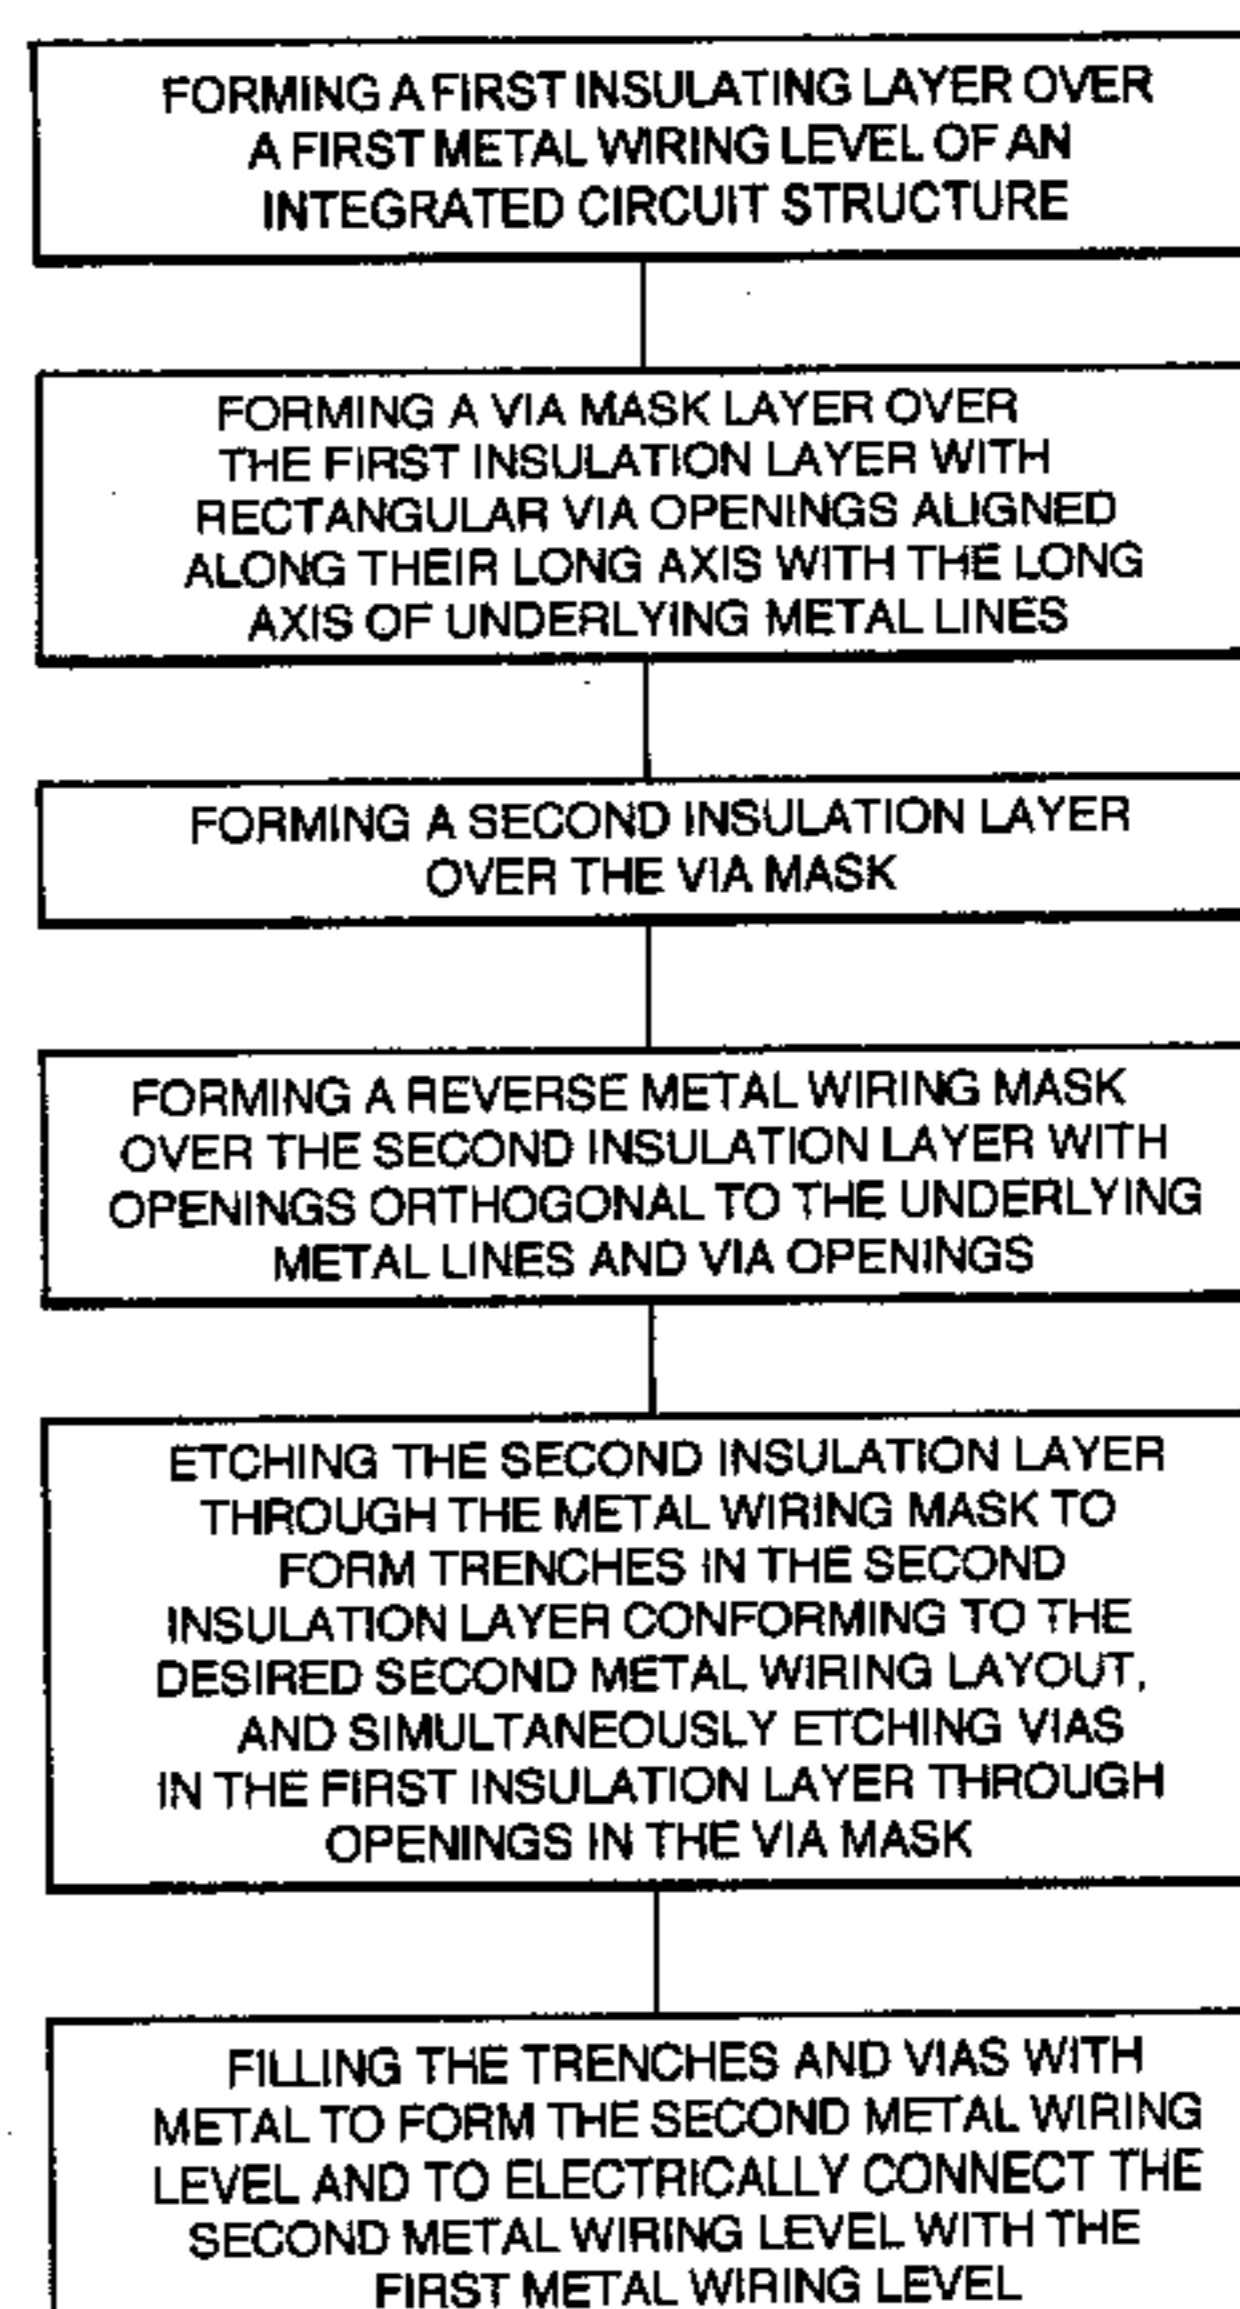 FORMING A FIRST INSULATING LAYER OVER
A FIRST METAL WIRING LEVEL OF AN
INTEGRATED CIRCUIT STRUCTURE
FORMING A VIA MASK LAYER OVER
THE FIRST INSULATION LAYER WITH
RECTANGULAR VIA OPENINGS ALIGNED
ALONG THEIR LONG AXIS WITH THE LONG
AXIS OF UNDERLYING METAL LINES
FORMING A SECOND INSULATION LAYER
OVER THE VIA MASK
FORMING A REVERSE METAL WIRING MASK
OVER THE SECOND INSULATION LAYER WITH
OPENINGS ORTHOGONAL TO THE UNDERLYING
METAL LINES AND VIA OPENINGS
ETCHING THE SECOND INSULATION LAYER
THROUGH THE METAL WIRING MASK TO
FORM TRENCHES IN THE SECOND
INSULATION LAYER CONFORMING TO THE
DESIRED SECOND METAL WIRING LAYOUT,
AND SIMULTANEOUSLY ETCHING VIAS
IN THE FIRST INSULATION LAYER THROUGH
OPENINGS IN THE VIA MASK
FILLING THE TRENCHES AND VIAS WITH
METAL TO FORM THE SECOND METAL WIRING
LEVEL AND TO ELECTRICALLY CONNECT THE
SECOND METAL WIRING LEVEL WITH THE
FIRST METAL WIRING LEVEL